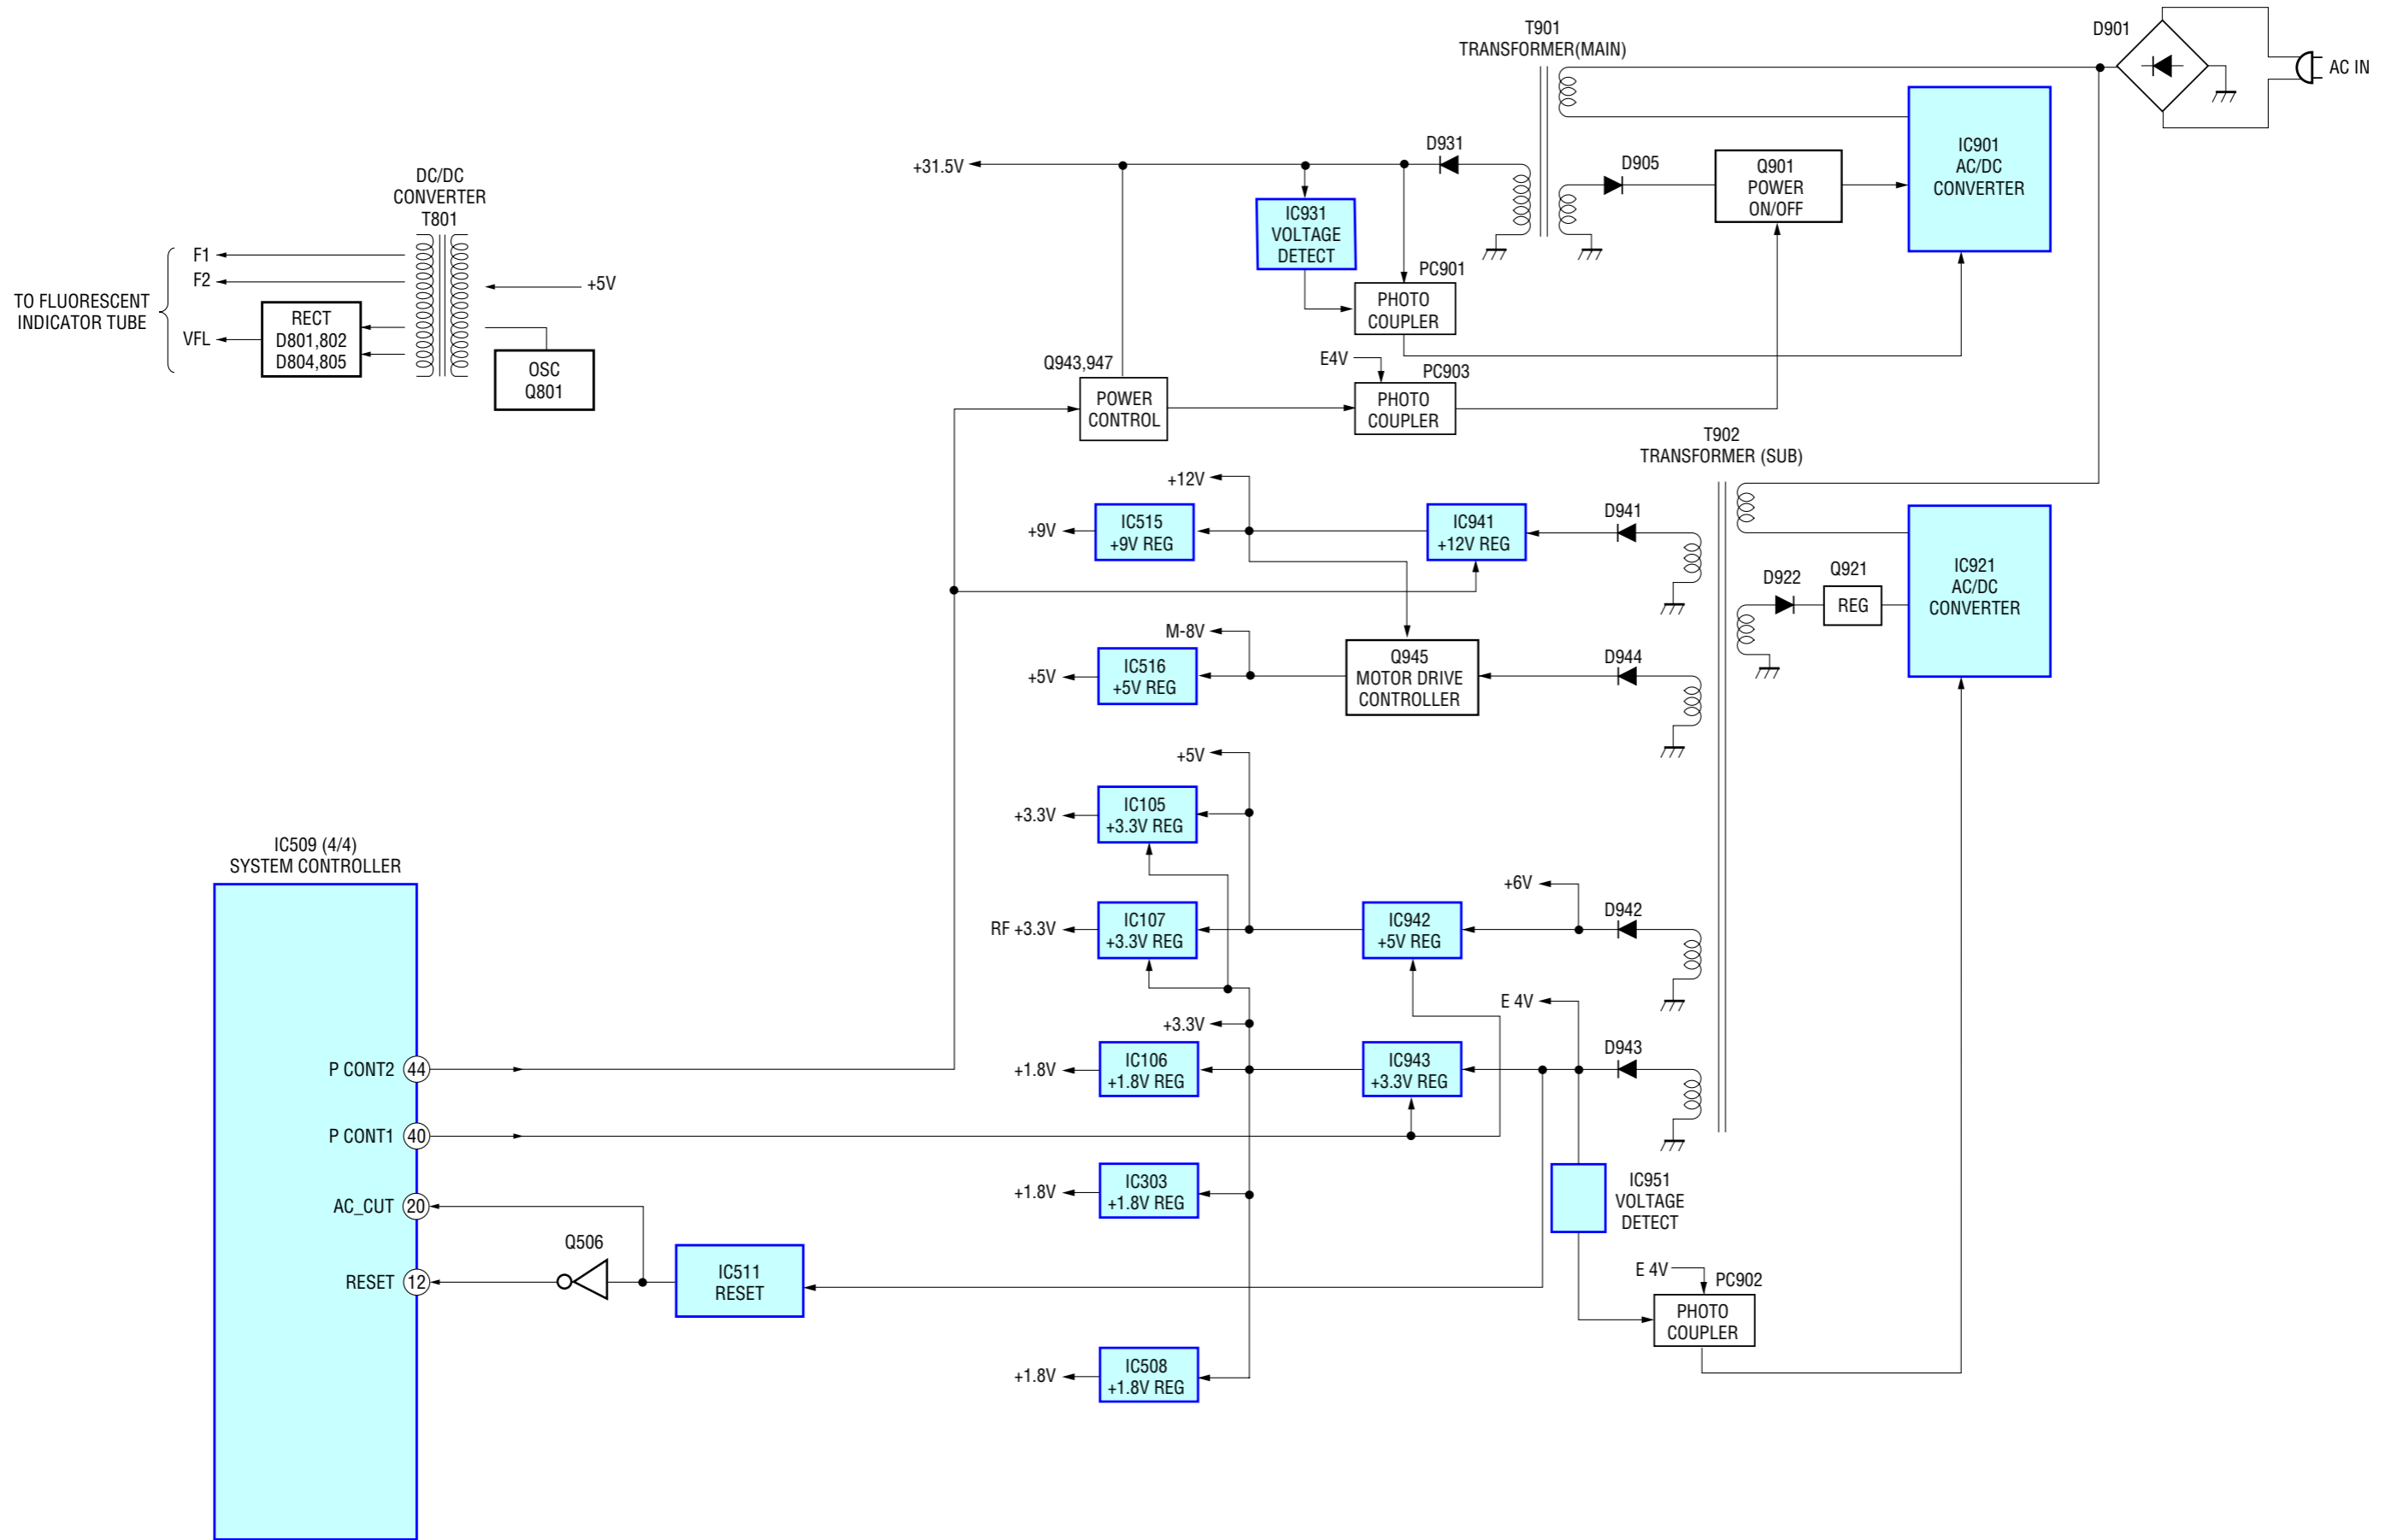 T901
TRANSFORMER(MAIN)
D901
AC IN
IC901
AC/DC
CONVERTER
D931
+31.5V
D905
Q901
POWER
ON/OFF
IC931
VOLTAGE
DETECT
PC901
PHOTO
COUPLER
DC/DC
CONVERTER
T801
F1
F2
TO FLUORESCENT
INDICATOR TUBE
VFL
RECT
D801,802
D804,805
+5V
OSC
Q801
Q943,947
POWER
CONTROL
E4V
PC903
PHOTO
COUPLER
T902
TRANSFORMER (SUB)
+12V
+9V
IC515
+9V REG
IC941
+12V REG
D941
D922
Q921
REG
IC921
AC/DC
CONVERTER
M-8V
+5V
IC516
+5V REG
Q945
MOTOR DRIVE
CONTROLLER
D944
+5V
+3.3V
IC105
+3.3V REG
IC509 (4/4)
SYSTEM CONTROLLER
+6V
RF +3.3V
IC107
+3.3V REG
IC942
+5V REG
D942
E 4V
+3.3V
P CONT2 44
+1.8V
IC106
+1.8V REG
IC943
+3.3V REG
D943
P CONT1 40
AC_CUT 20
+1.8V
IC303
+1.8V REG
IC951
VOLTAGE
DETECT
Q506
RESET 12
IC511
RESET
E 4V
PC902
PHOTO
COUPLER
+1.8V
IC508
+1.8V REG